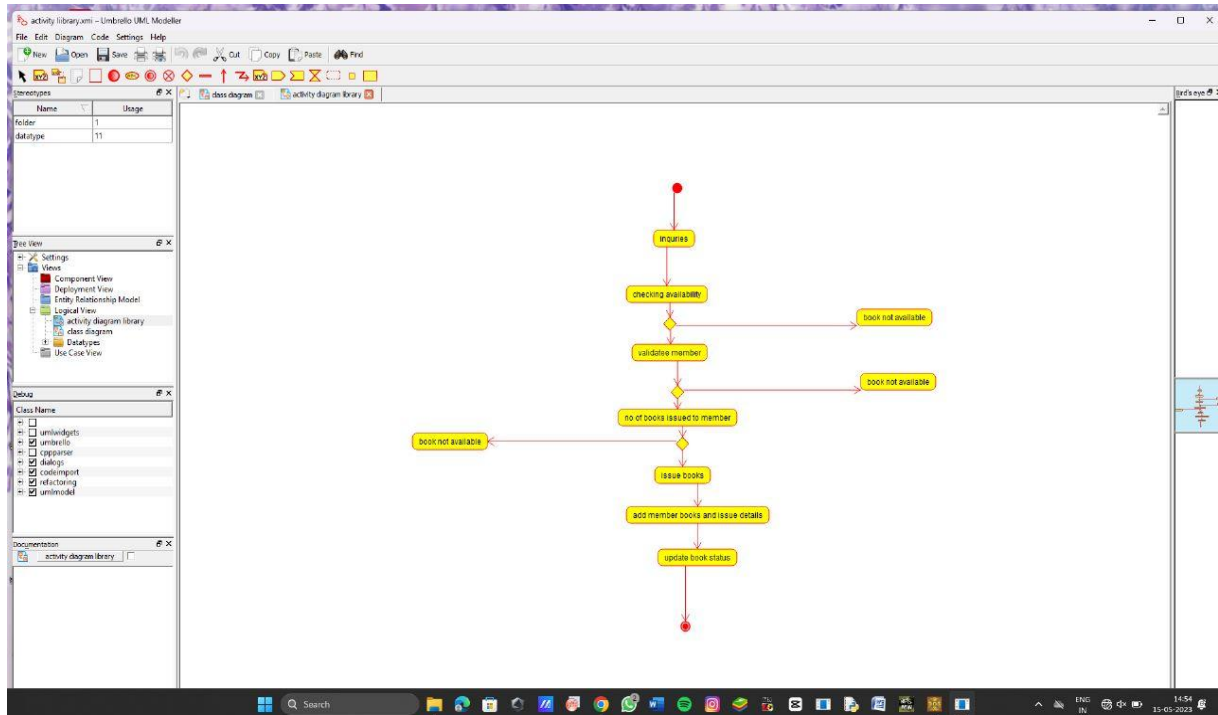 activity library.xmi – Umbrello UML Modeller
File Edit Diagram Code Settings Help
New Open Save Cut Copy Paste Find
Stereotypes
class diagram
activity diagram library
Bird's eye
Name Usage
folder 1
datatype 11
Tree View
Settings
Views
Component View
Deployment View
Entity Relationship Model
Logical View
activity diagram library
class diagram
Datatypes
Use Case View
Debug
Class Name
umlwidgets
umbrello
cppparser
dialogs
codeimport
refactoring
umlmodel
Documentation
activity diagram library
inquries
checking availability
book not available
validatee member
book not available
no of books issued to member
book not available
issue books
add member books and issue details
update book status
Search
ENG
IN
14:54
15-05-2023